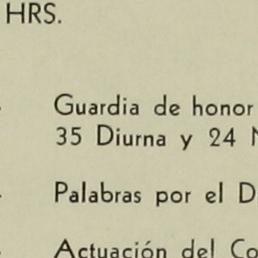 HRS.
Guardia de honor
35 Diurna y 24
Palabras por el
Actuación del